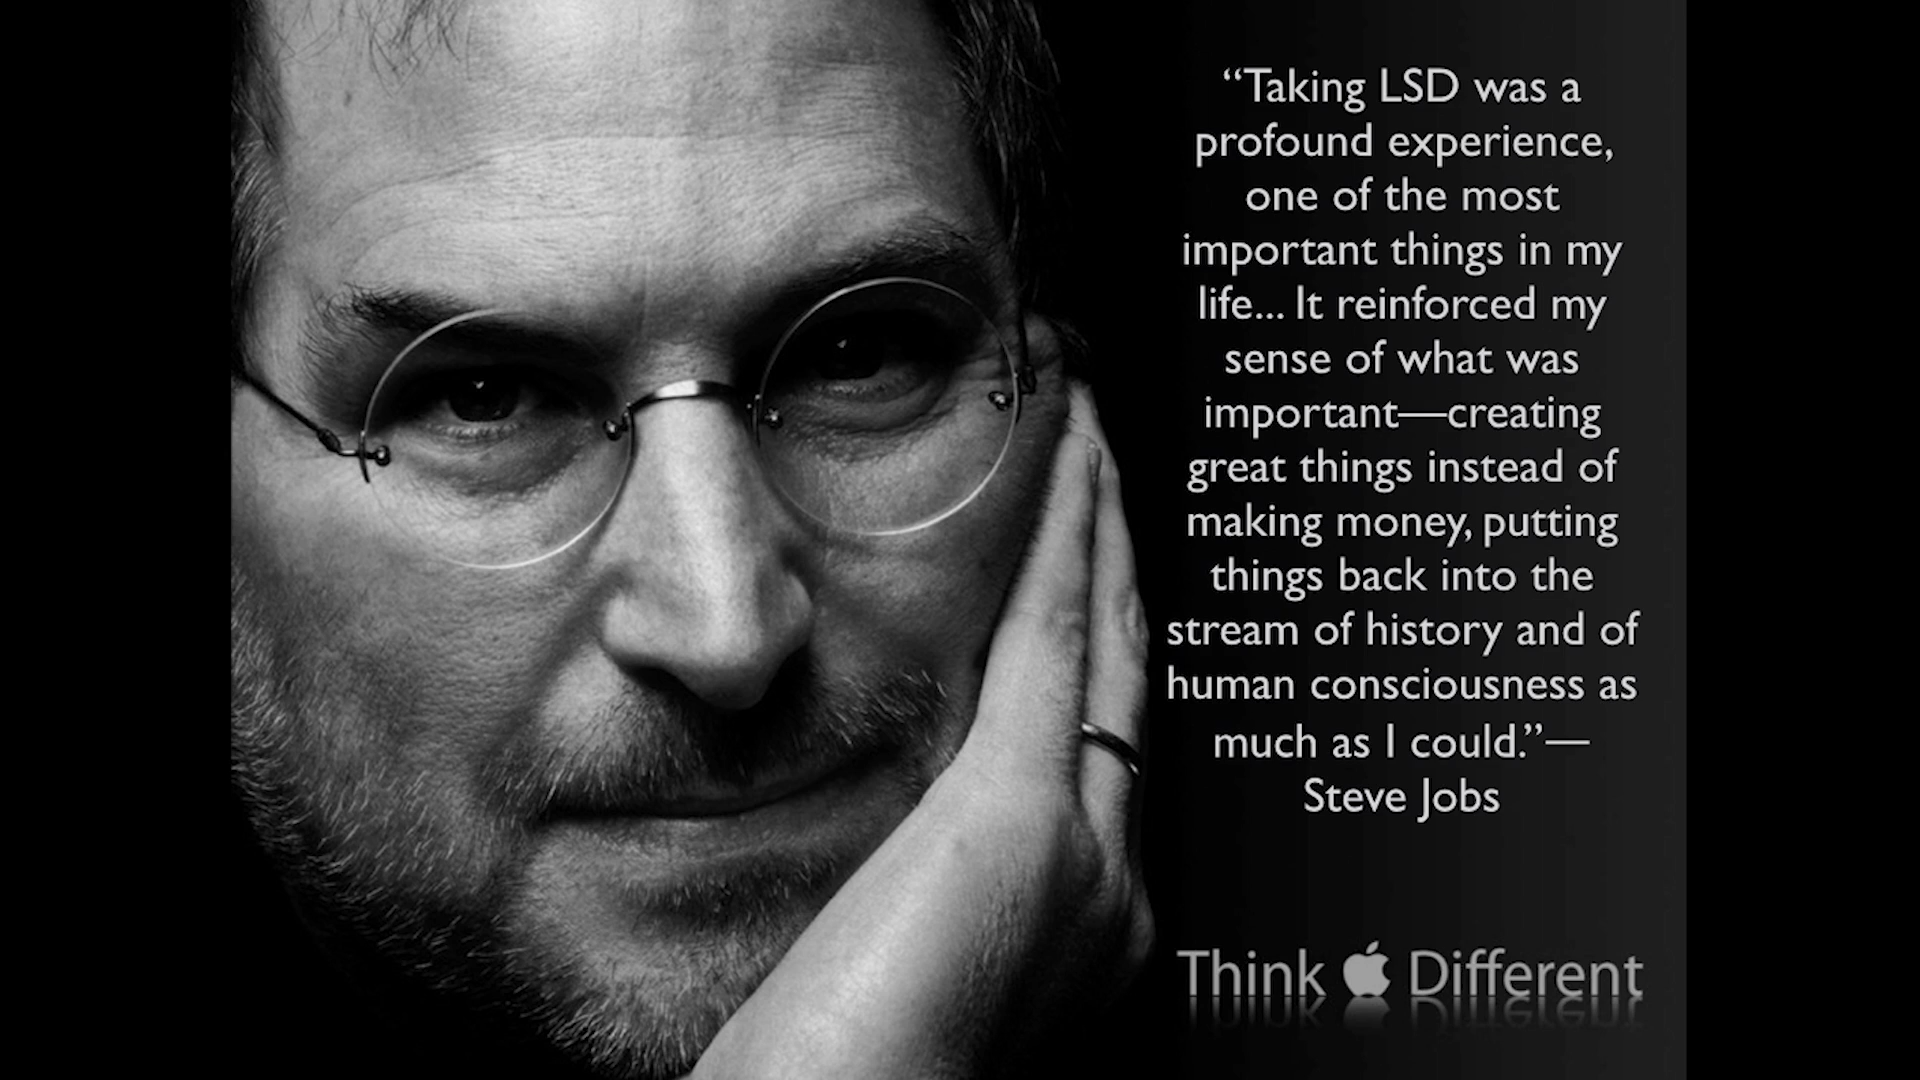 “Taking LSD was a
profound experience,
one of the most
important things in my
life... It reinforced my
sense of what was
important—creating
great things instead of
making money, putting
things back into the
stream of history and of
human consciousness as
much as I could.”—
Steve Jobs
Think Different